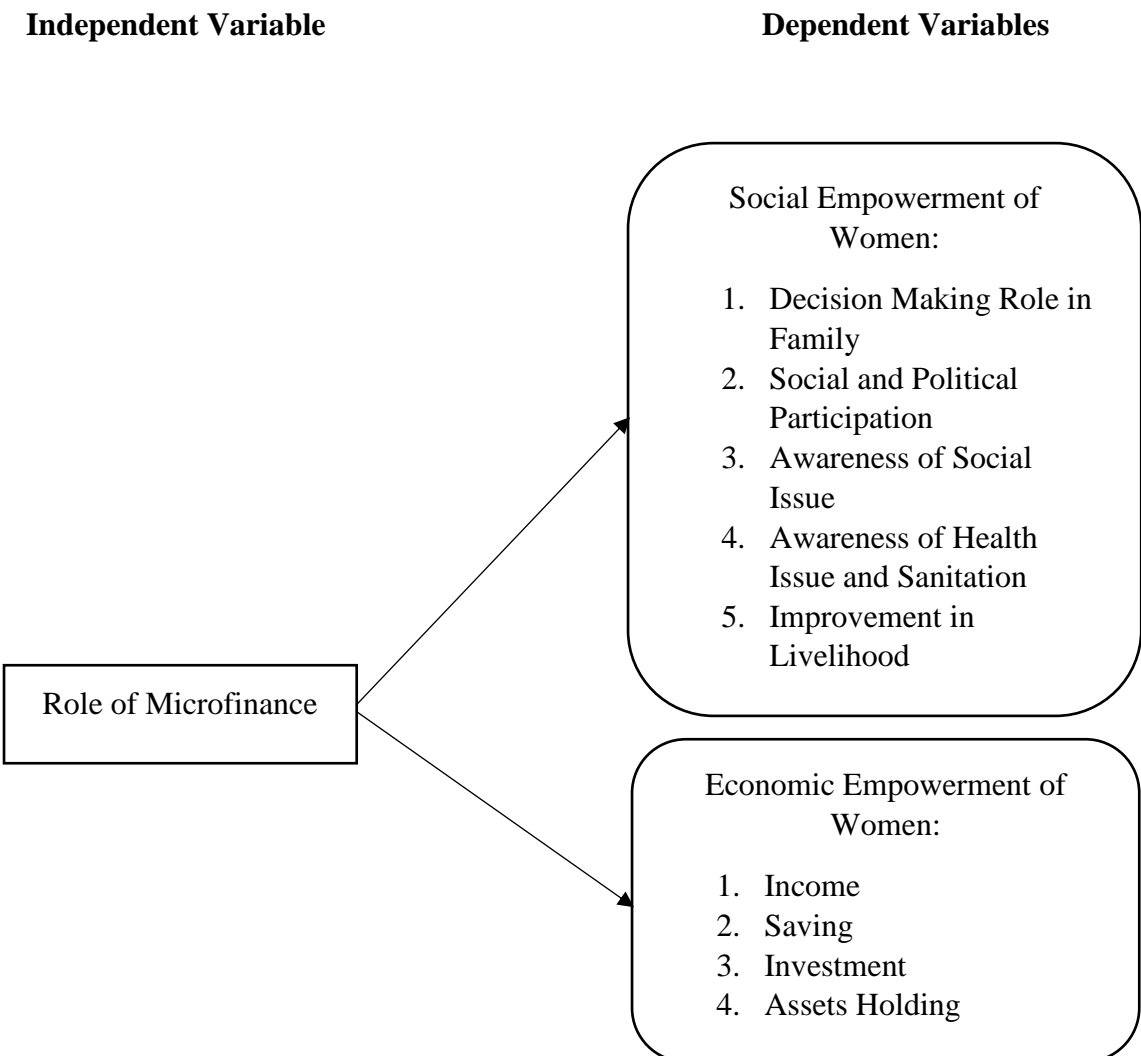 Independent Variable
Dependent Variables
Social Empowerment of
Women:
1. Decision Making Role in
Family
2. Social and Political
Participation
3. Awareness of Social
Issue
4. Awareness of Health
Issue and Sanitation
5. Improvement in
Livelihood
Role of Microfinance
Economic Empowerment of
Women:
1. Income
2. Saving
3. Investment
4. Assets Holding